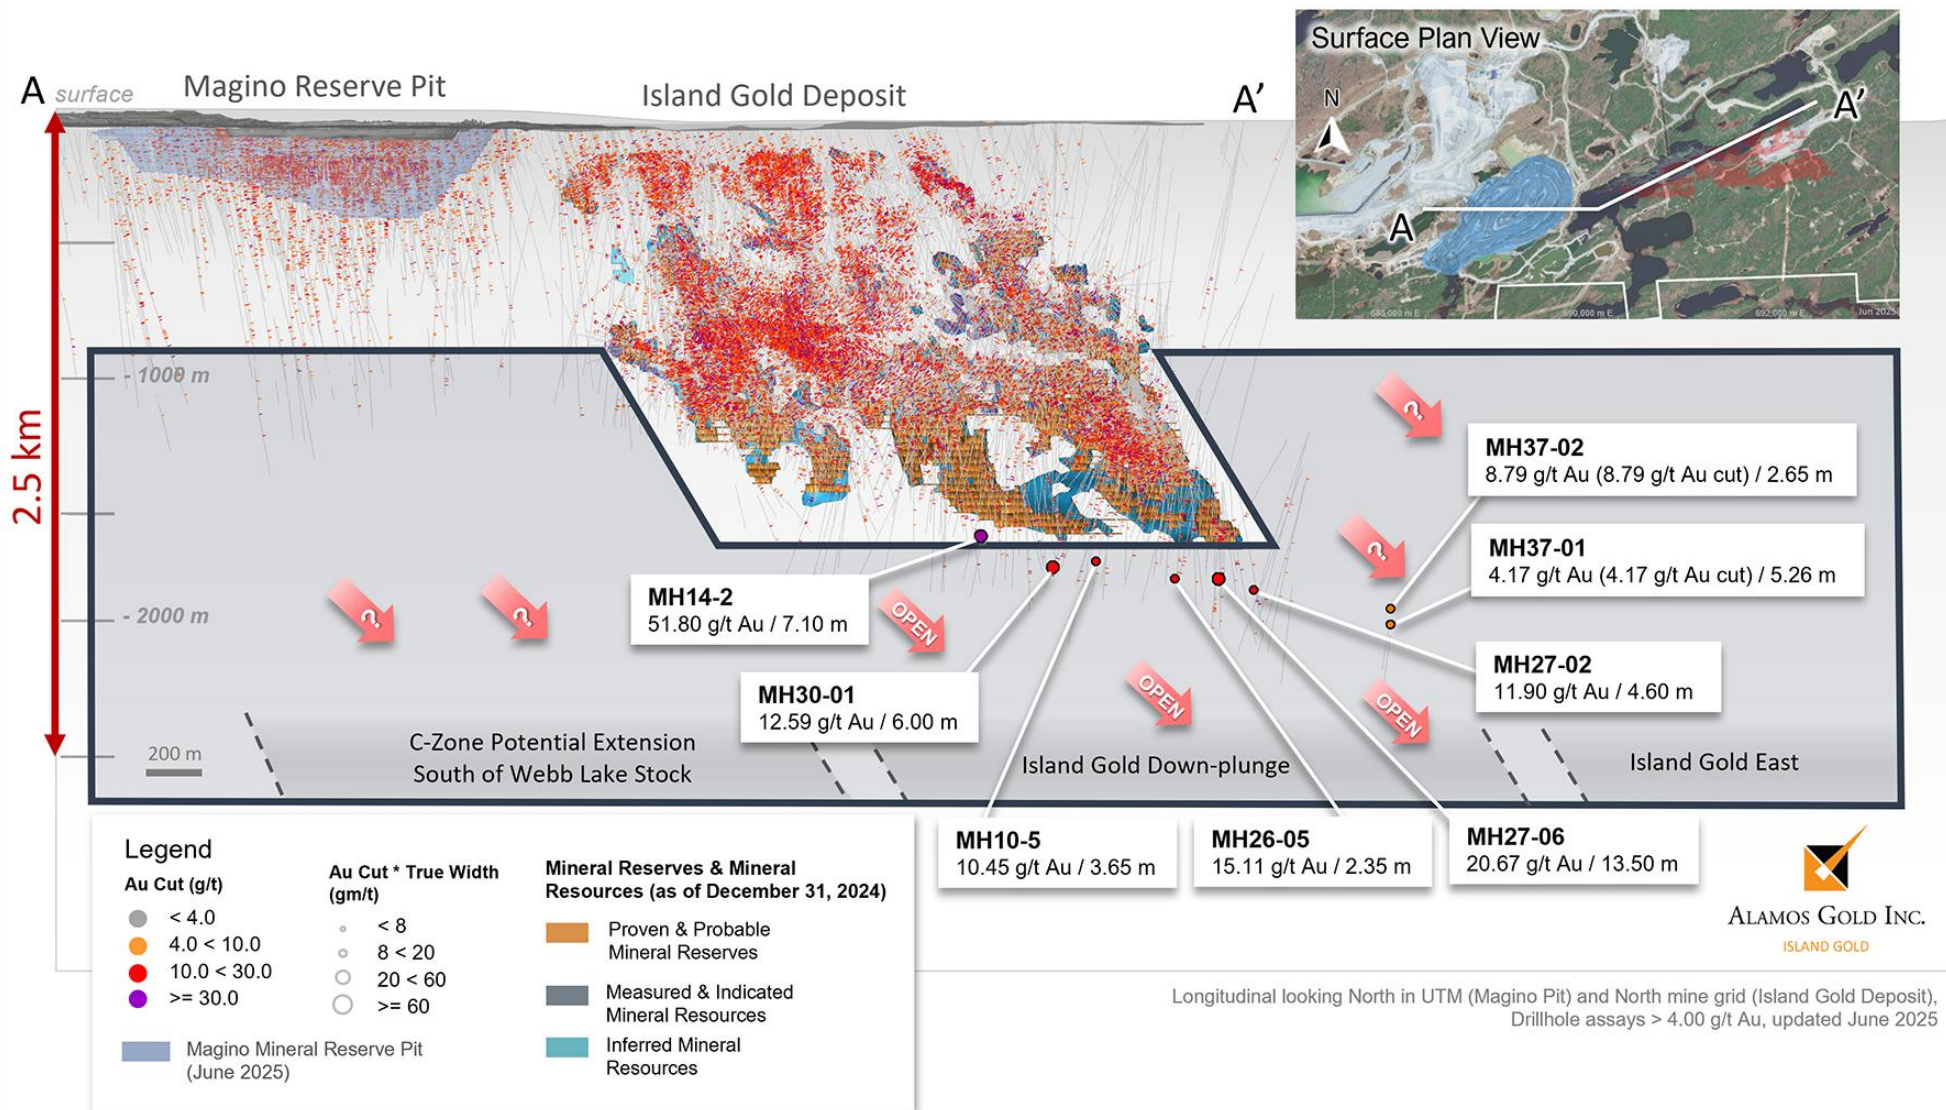 A
surface
Magino Reserve Pit
Island Gold Deposit
A'
Surface Plan View
N
A'
A
688,000 m E
690,000 m E
692,000 m E
Jun 2025
2.5 km
- 1000 m
- 2000 m
200 m
?
?
?
?
OPEN
OPEN
OPEN
MH37-02
8.79 g/t Au (8.79 g/t Au cut) / 2.65 m
MH37-01
4.17 g/t Au (4.17 g/t Au cut) / 5.26 m
MH14-2
51.80 g/t Au / 7.10 m
MH27-02
11.90 g/t Au / 4.60 m
MH30-01
12.59 g/t Au / 6.00 m
C-Zone Potential Extension
South of Webb Lake Stock
Island Gold Down-plunge
Island Gold East
MH10-5
10.45 g/t Au / 3.65 m
MH26-05
15.11 g/t Au / 2.35 m
MH27-06
20.67 g/t Au / 13.50 m
Legend
Au Cut (g/t)
< 4.0
4.0 < 10.0
10.0 < 30.0
>= 30.0
Au Cut * True Width
(gm/t)
< 8
8 < 20
20 < 60
>= 60
Magino Mineral Reserve Pit
(June 2025)
Mineral Reserves & Mineral
Resources (as of December 31, 2024)
Proven & Probable
Mineral Reserves
Measured & Indicated
Mineral Resources
Inferred Mineral
Resources
ALAMOS GOLD INC.
ISLAND GOLD
Longitudinal looking North in UTM (Magino Pit) and North mine grid (Island Gold Deposit),
Drillhole assays > 4.00 g/t Au, updated June 2025